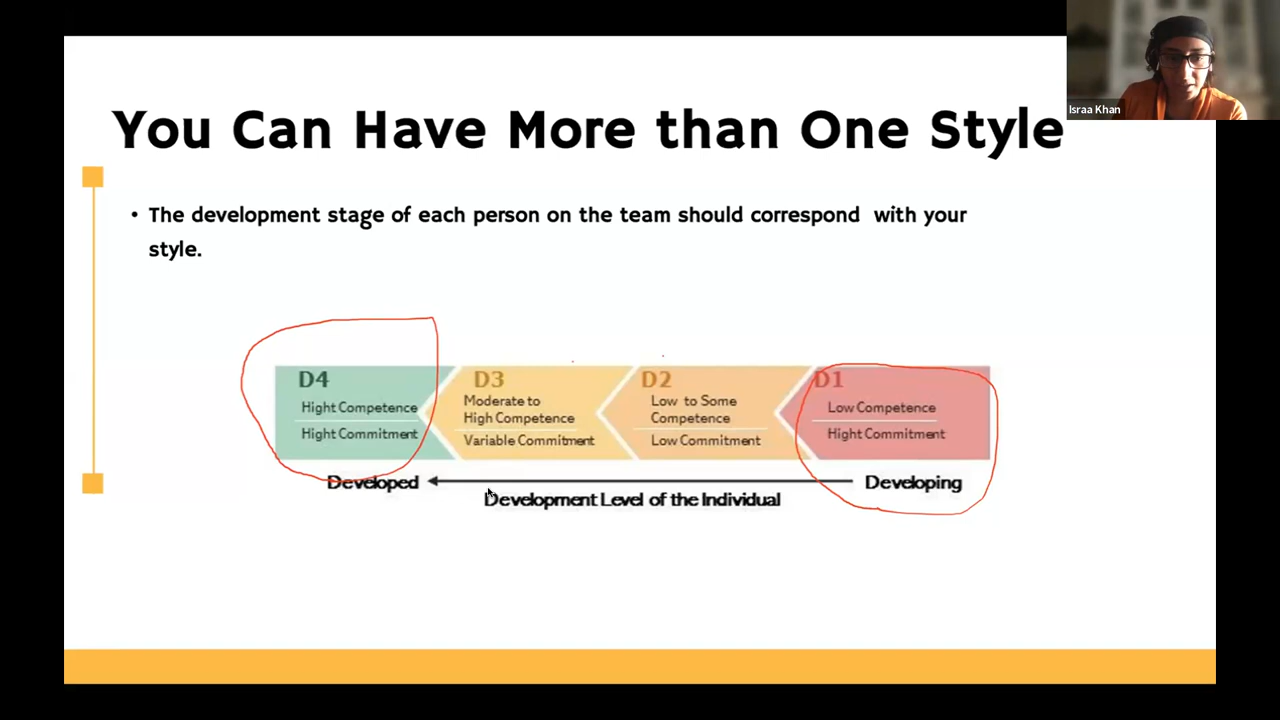 Israa Khan
You Can Have More than One Style
• The development stage of each person on the team should correspond with your
style.
D4
Hight Competence
Hight Commitment
D3
Moderate to
High Competence
Variable Commitment
D2
Low to Some
Competence
Low Commitment
D1
Low Competence
Hight Commitment
Developed
Developing
Development Level of the Individual